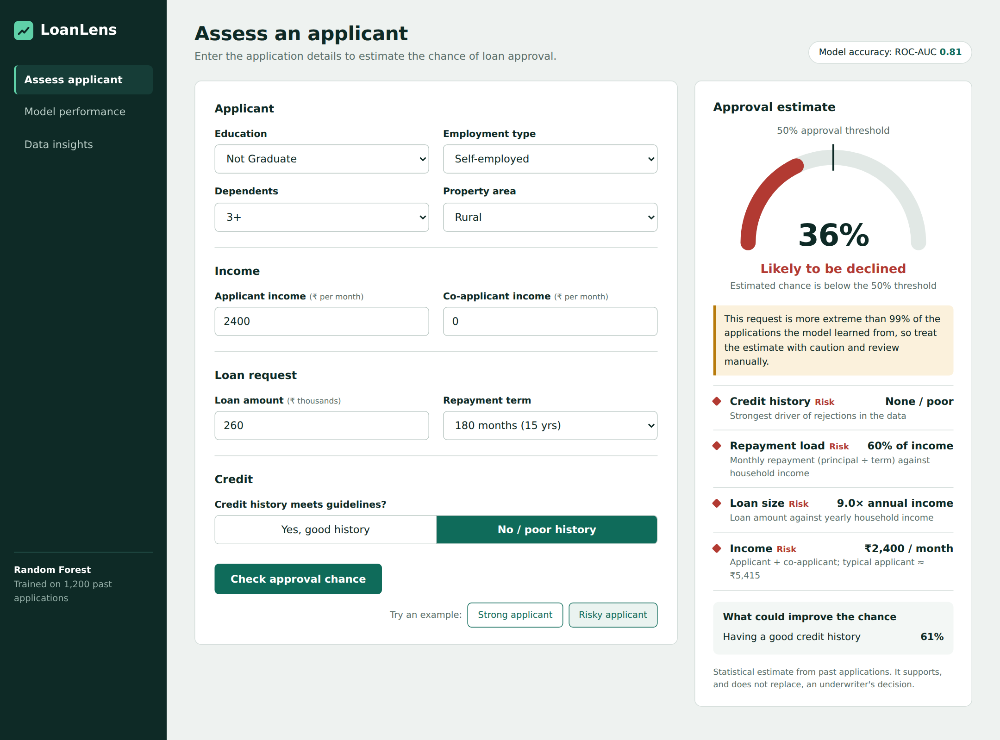 LoanLens
Assess applicant
Model performance
Data insights
Random Forest
Trained on 1,200 past
applications
Assess an applicant
Enter the application details to estimate the chance of loan approval.
Model accuracy: ROC-AUC 0.81
Applicant
Education
Employment type
Not Graduate
Self-employed
Dependents
Property area
3+
Rural
Income
Applicant income (₹ per month)
Co-applicant income (₹ per month)
2400
0
Loan request
Loan amount (₹ thousands)
Repayment term
260
180 months (15 yrs)
Credit
Credit history meets guidelines?
Yes, good history
No / poor history
Check approval chance
Try an example:
Strong applicant
Risky applicant
Approval estimate
50% approval threshold
36%
Likely to be declined
Estimated chance is below the 50% threshold
This request is more extreme than 99% of the
applications the model learned from, so treat
the estimate with caution and review
manually.
Credit history Risk None / poor
Strongest driver of rejections in the data
Repayment load Risk 60% of income
Monthly repayment (principal ÷ term) against
household income
Loan size Risk 9.0× annual income
Loan amount against yearly household income
Income Risk ₹2,400 / month
Applicant + co-applicant; typical applicant ≈
₹5,415
What could improve the chance
Having a good credit history 61%
Statistical estimate from past applications. It supports,
and does not replace, an underwriter's decision.